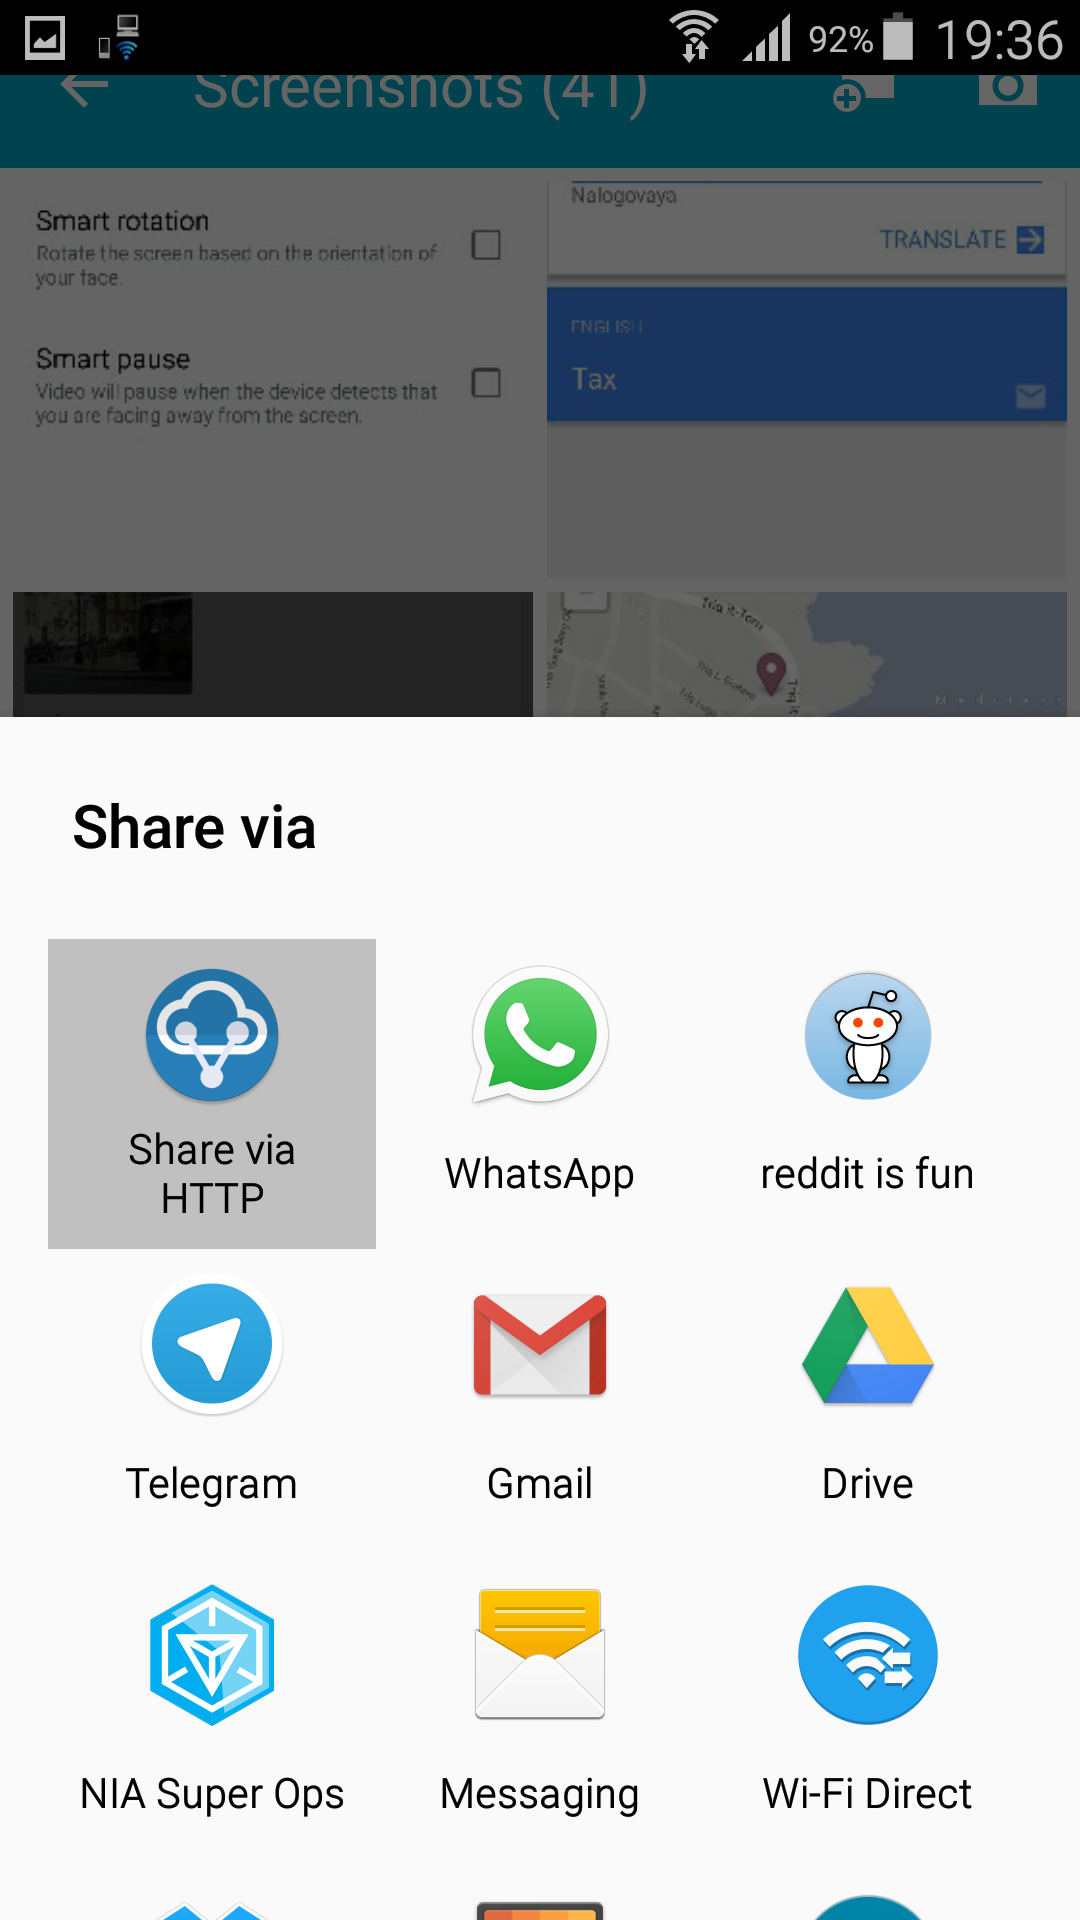 92% 19:36
Screenshots (41)
Smart rotation
Rotate the screen based on the orientation of
your face.
Smart pause
Video will pause when the device detects that
you are facing away from the screen.
Nalogovaya
TRANSLATE
ENGLISH
Tax
Triq it-Torri
Share via
Share via
HTTP
WhatsApp
reddit is fun
Telegram
Gmail
Drive
NIA Super Ops
Messaging
Wi-Fi Direct